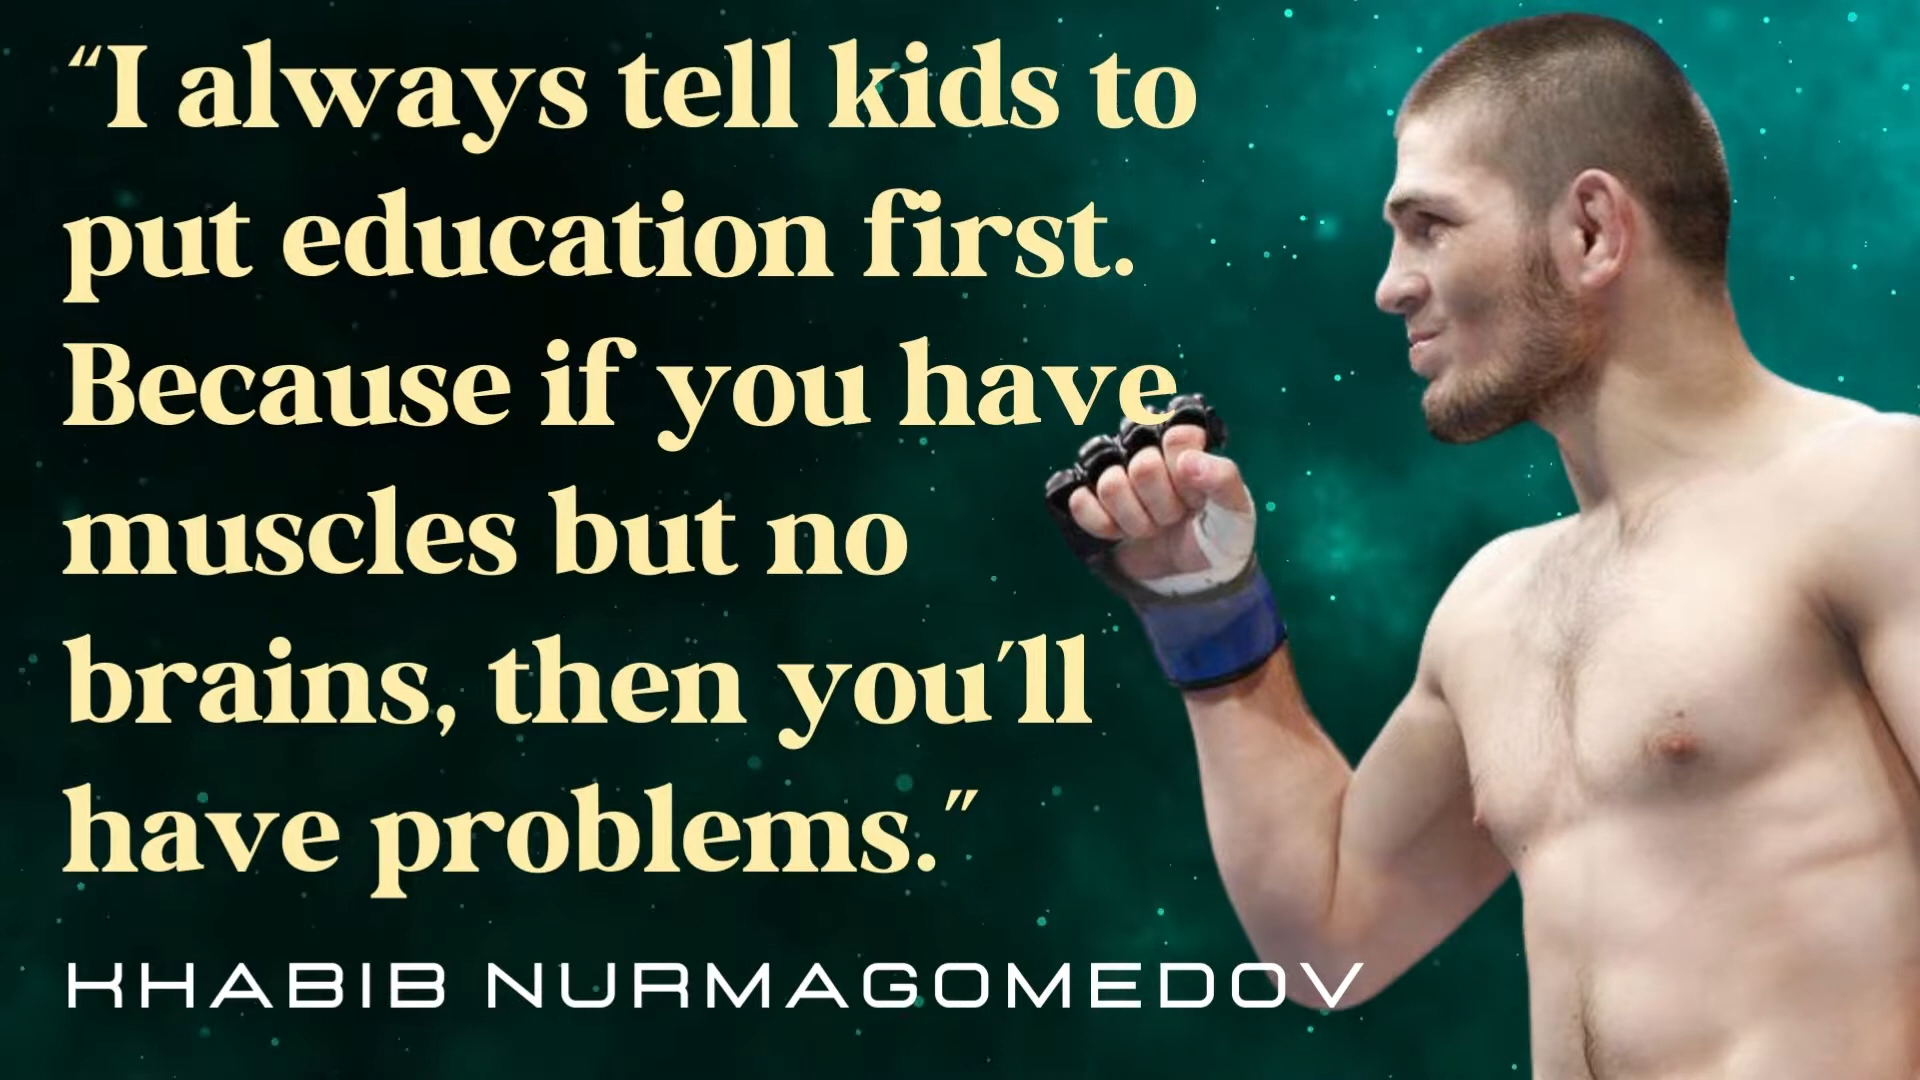 “I always tell kids to
put education first.
Because if you have
muscles but no
brains, then you'll
have problems."
KHABIB NURMAGOMEDOV